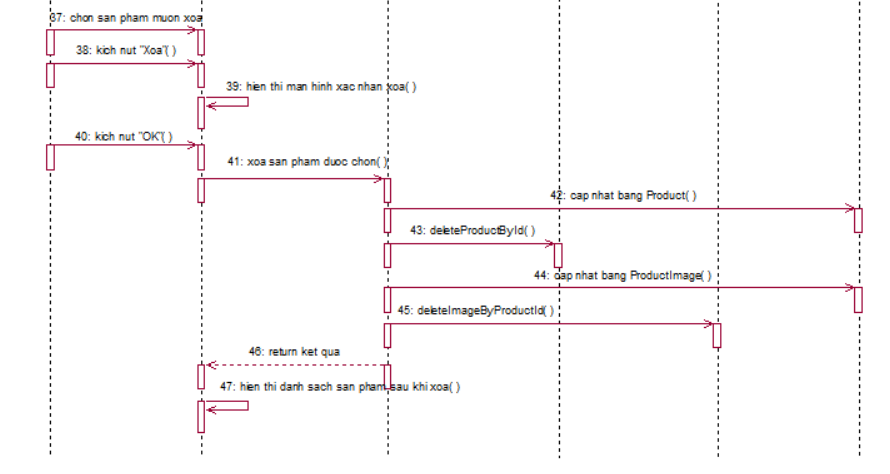 37: chon san pham muon xoa
38: kich nut "Xoa"( )
39: hien thi man hinh xac nhan xoa( )
40: kich nut "OK"( )
41: xoa san pham duoc chon( )
42: cap nhat bang Product( )
43: deleteProductById( )
44: cap nhat bang ProductImage( )
45: deleteImageByProductId( )
46: return ket qua
47: hien thi danh sach san pham sau khi xoa( )